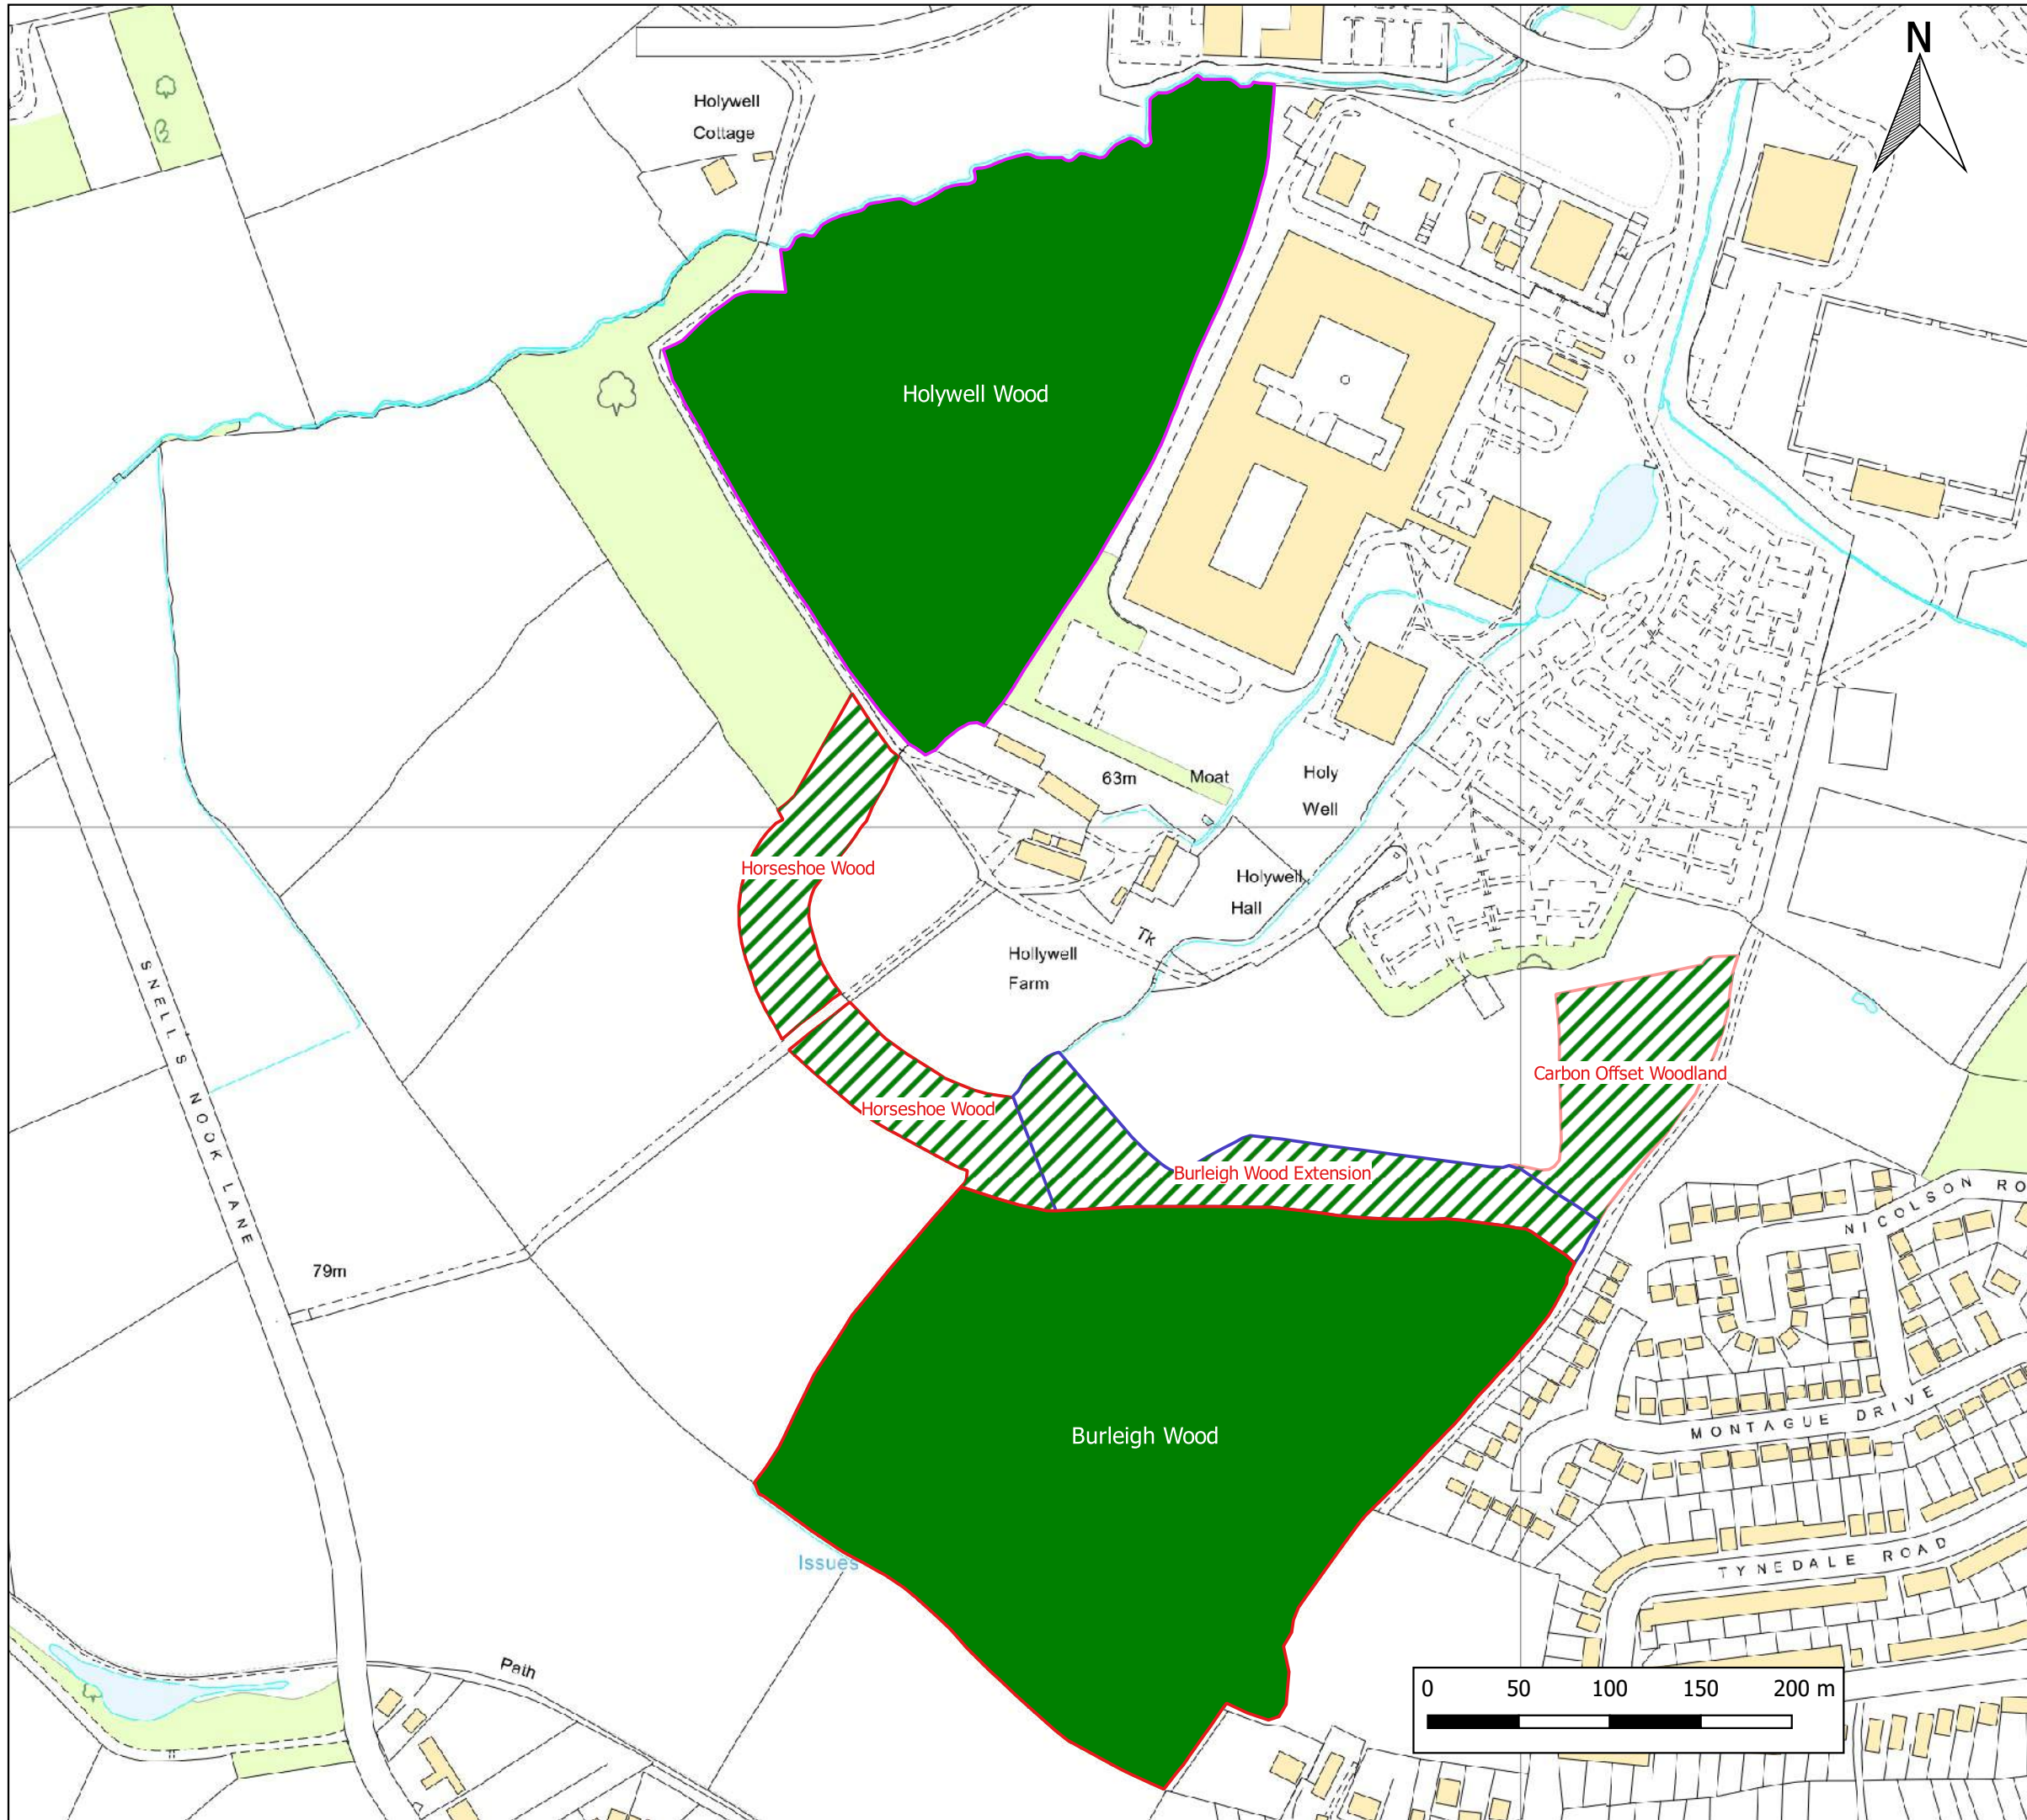 N
Holywell
Cottage
Holywell Wood
63m
Moat
Holy
Well
Horseshoe Wood
Holywell
Hall
Tk
Hollywell
Farm
SNELL'S NOOK LANE
Carbon Offset Woodland
Horseshoe Wood
Burleigh Wood Extension
NICOLSON RO
79m
MONTAGUE DRIVE
Burleigh Wood
Issues
TYNEDALE ROAD
Path
0 50 100 150 200 m